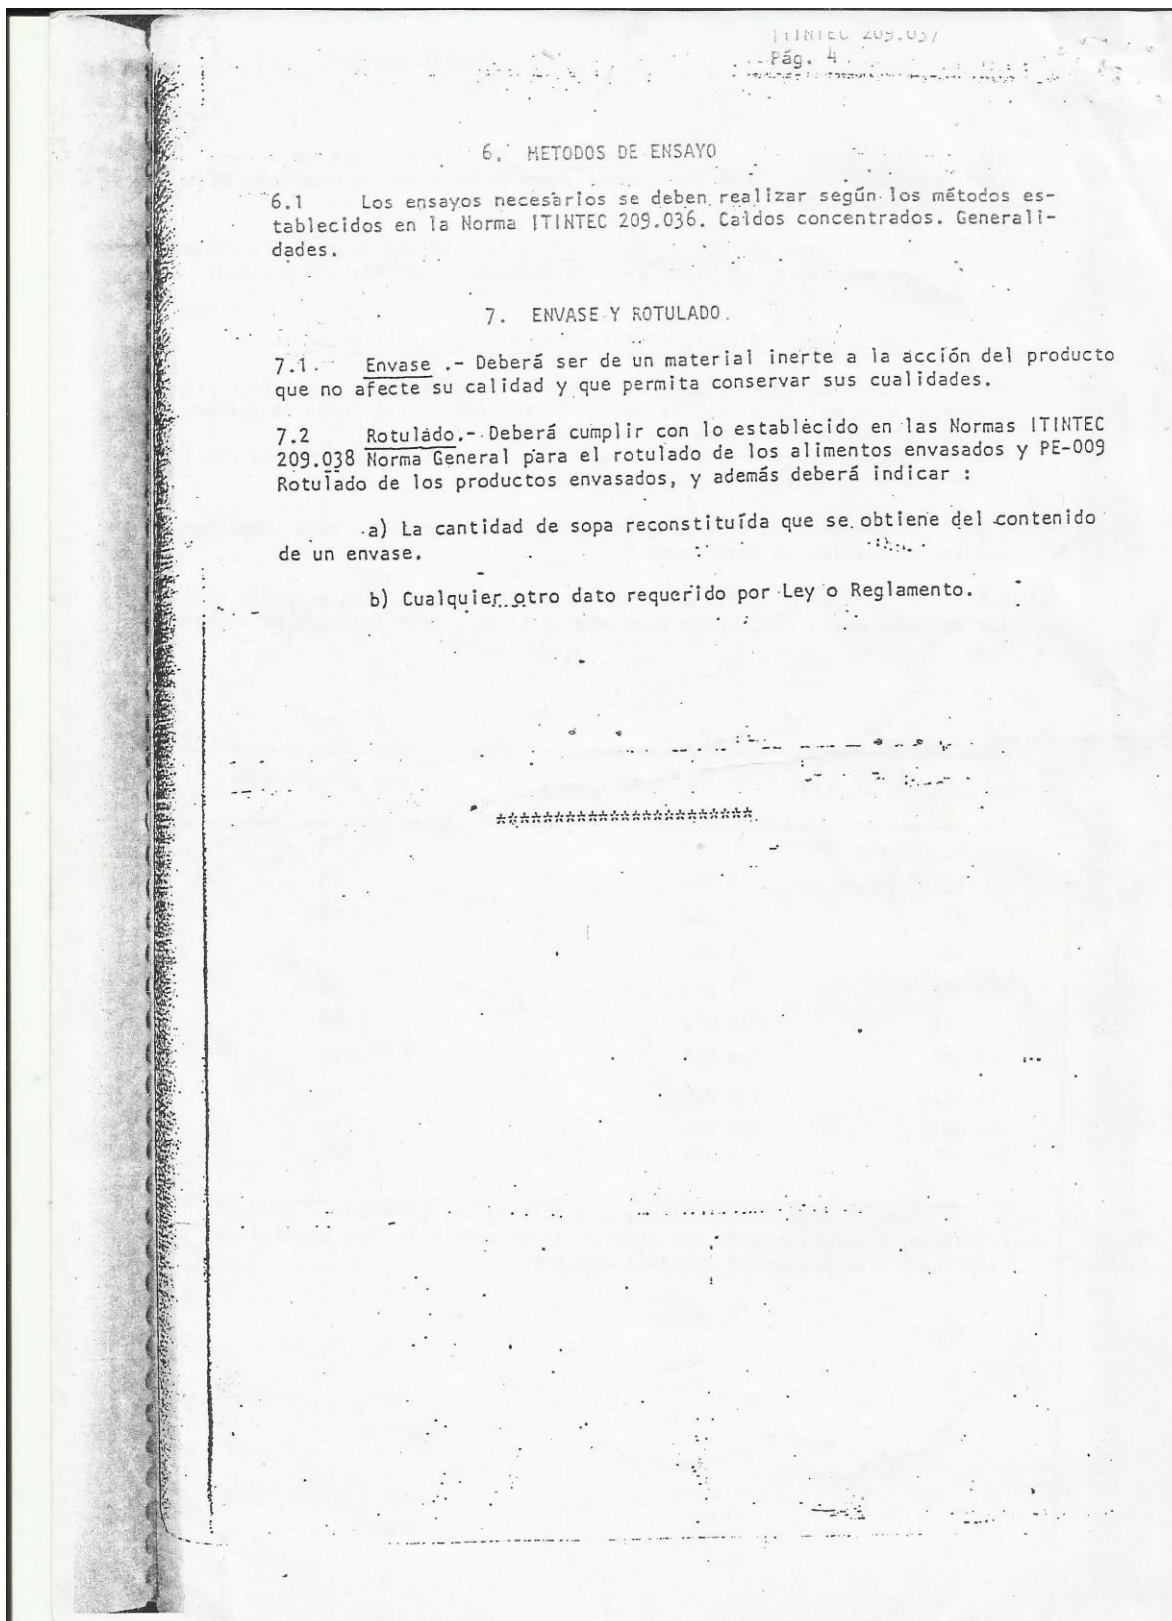 ITINTEC 209.037
Pág. 4
6. METODOS DE ENSAYO
6.1 Los ensayos necesarios se deben realizar según los métodos es-
tablecidos en la Norma ITINTEC 209.036. Caldos concentrados. Generali-
dades.
7. ENVASE Y ROTULADO.
7.1. Envase .- Deberá ser de un material inerte a la acción del producto
que no afecte su calidad y que permita conservar sus cualidades.
7.2 Rotulado.- Deberá cumplir con lo establecido en las Normas ITINTEC
209.038 Norma General para el rotulado de los alimentos envasados y PE-009
Rotulado de los productos envasados, y además deberá indicar :
a) La cantidad de sopa reconstituída que se obtiene del contenido
de un envase.
b) Cualquier otro dato requerido por Ley o Reglamento.
**********************